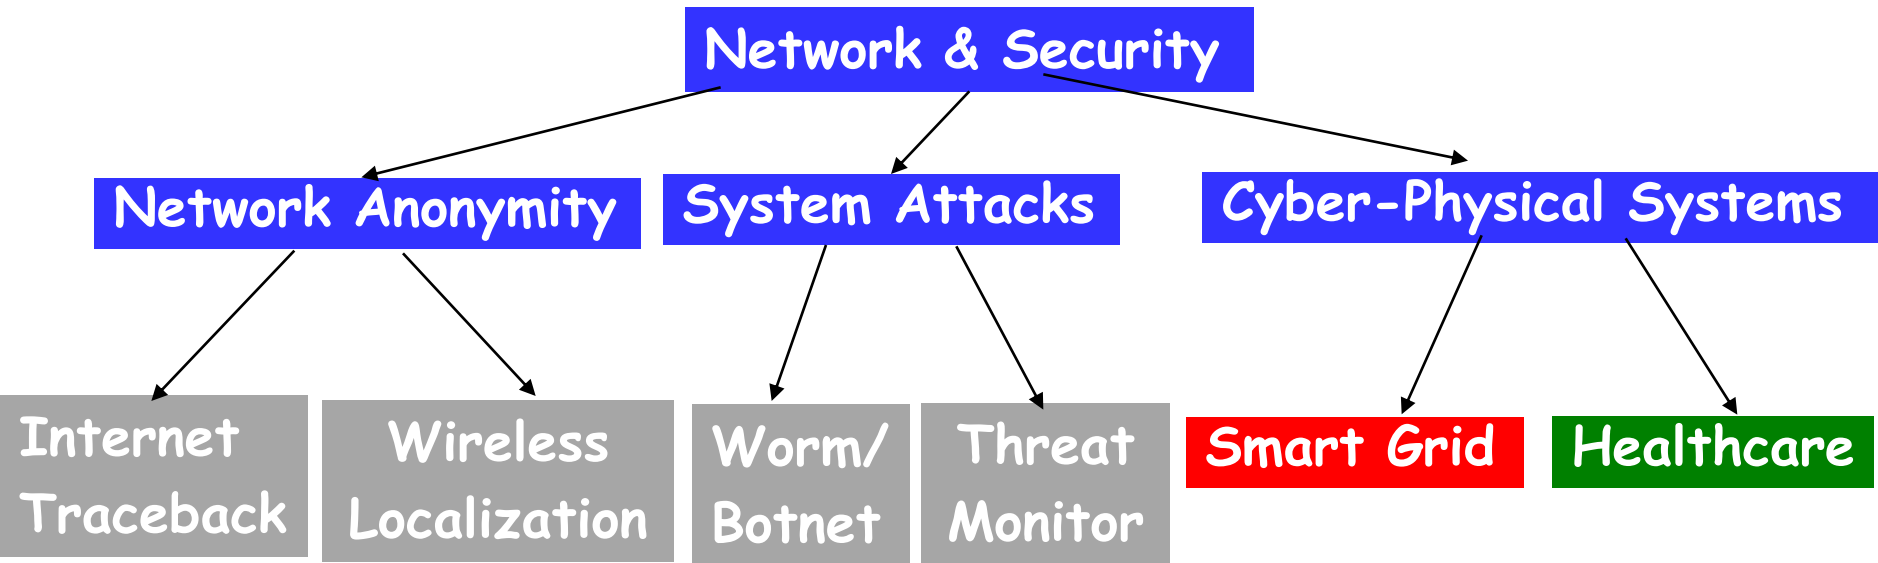 Network & Security
Network Anonymity
System Attacks
Cyber-Physical Systems
Internet
Traceback
Wireless
Localization
Worm/
Botnet
Threat
Monitor
Smart Grid
Healthcare